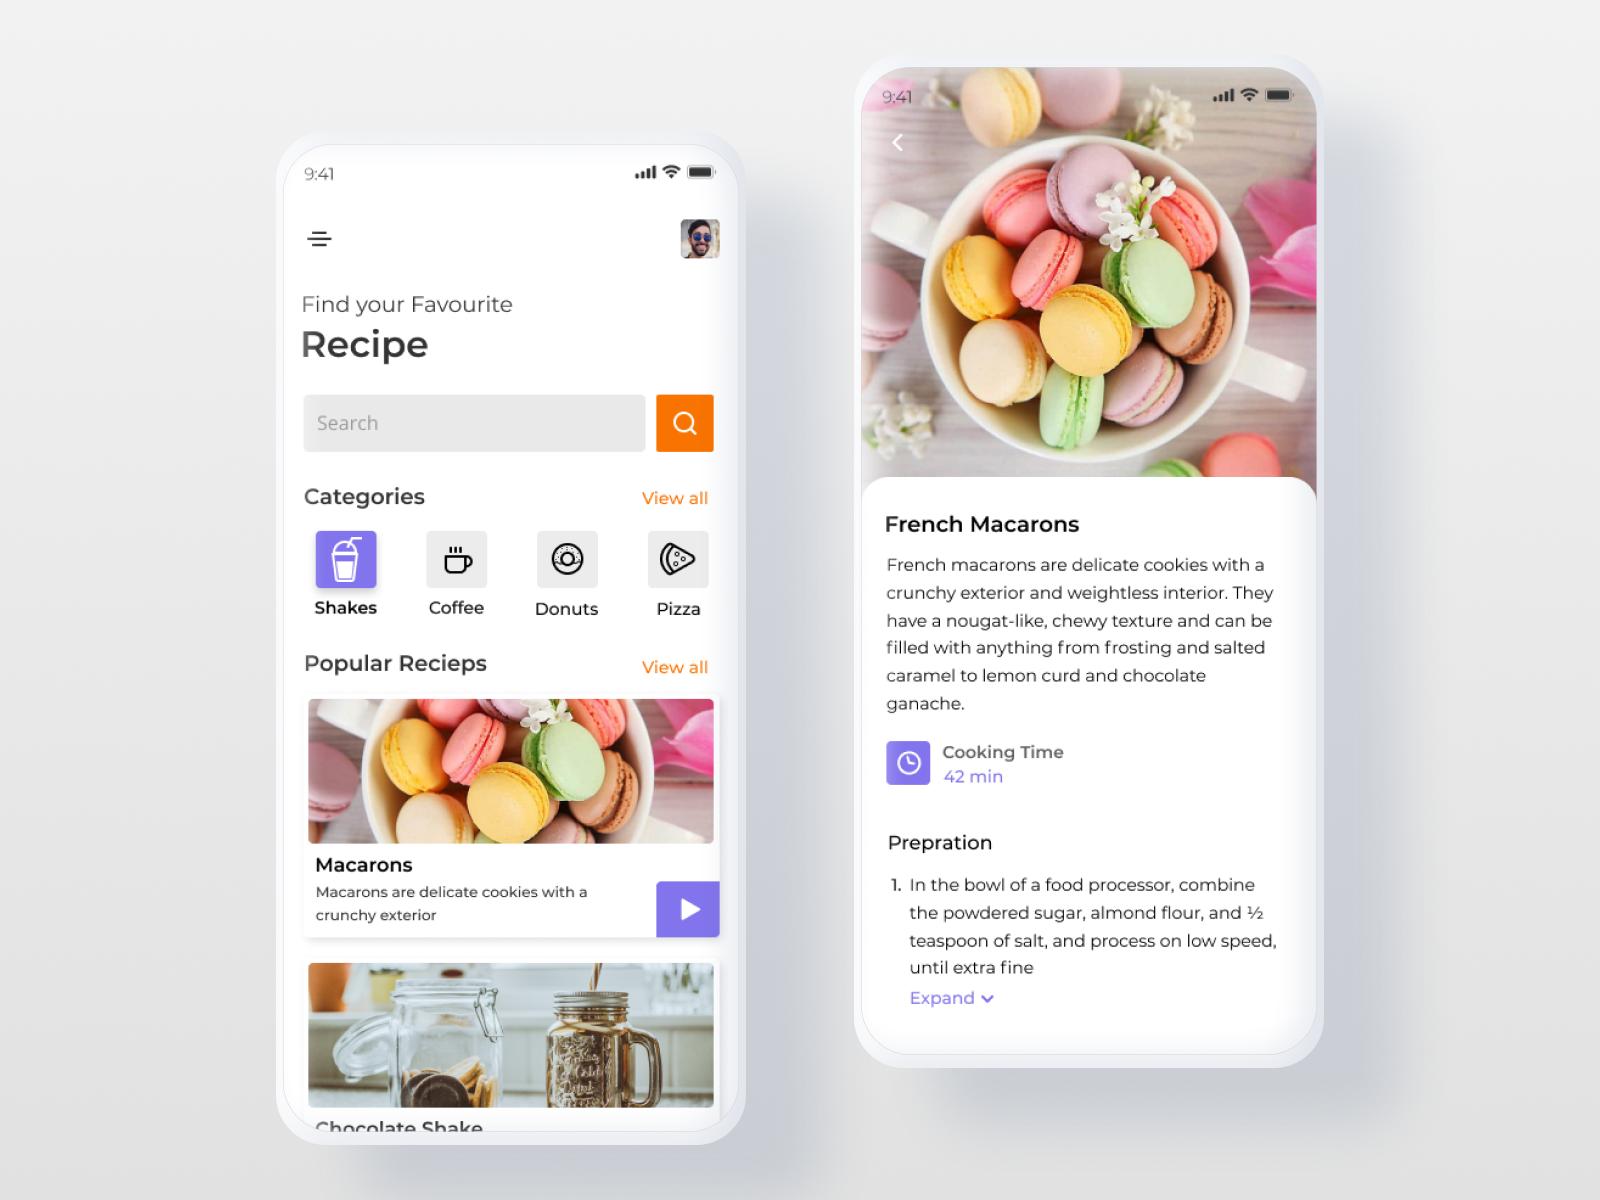 9:41
Find your Favourite
Recipe
Search
Categories
View all
Shakes
Coffee
Donuts
Pizza
Popular Recieps
View all
Macarons
Macarons are delicate cookies with a
crunchy exterior
Chocolate Shake
9:41
French Macarons
French macarons are delicate cookies with a
crunchy exterior and weightless interior. They
have a nougat-like, chewy texture and can be
filled with anything from frosting and salted
caramel to lemon curd and chocolate
ganache.
Cooking Time
42 min
Prepration
1. In the bowl of a food processor, combine
the powdered sugar, almond flour, and ½
teaspoon of salt, and process on low speed,
until extra fine
Expand